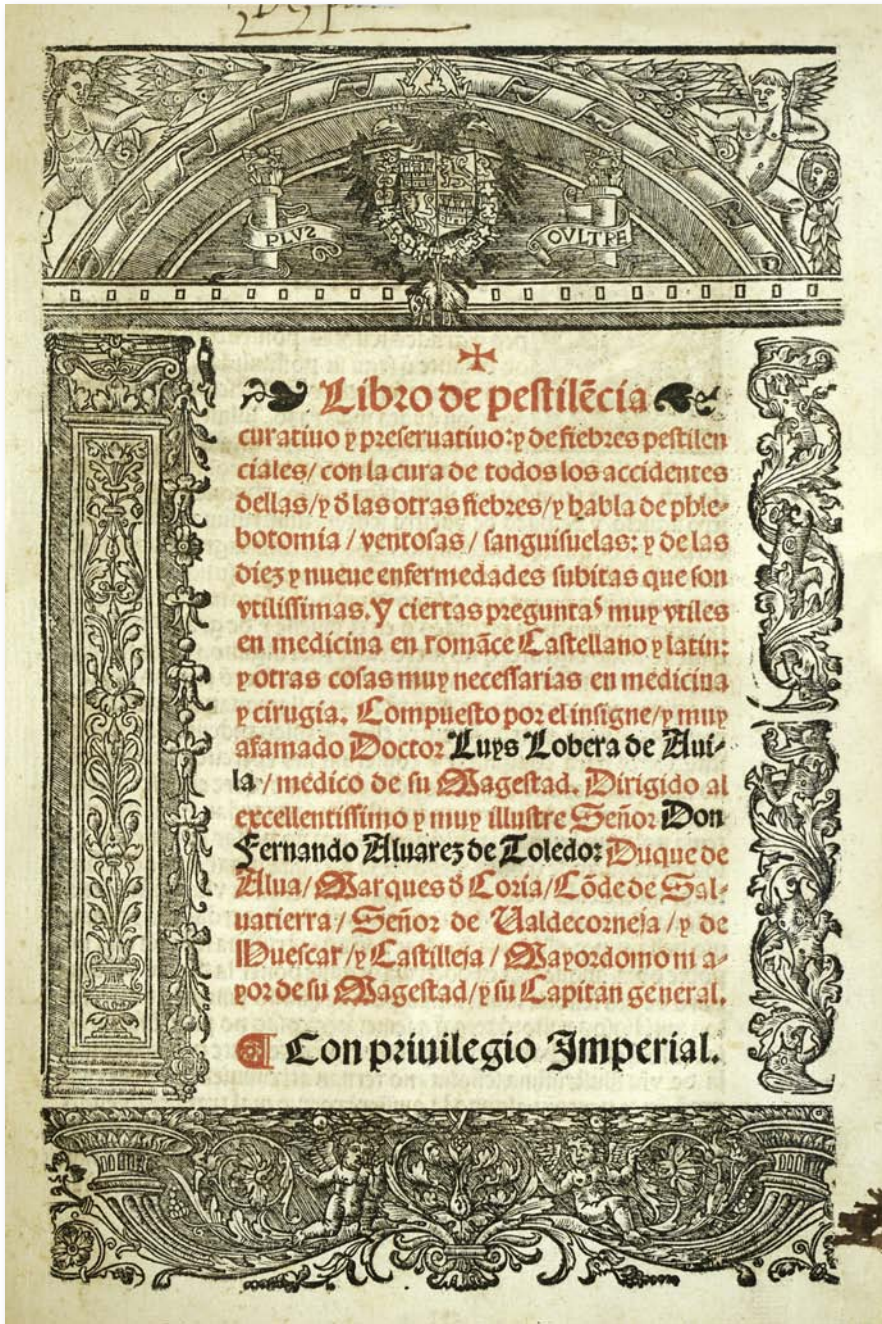 PLVS OVLTRE
✠
Libro de pestilẽcia
curatiuo y preseruatiuo: y de fiebres pestilen
ciales / con la cura de todos los accidentes
dellas / y đ las otras fiebres / y habla de phle-
botomia / ventosas / sanguisuelas: y de las
diez y nueue enfermedades subitas que son
vtilissimas. Y ciertas preguntas muy vtiles
en medicina en romãce Castellano y latin:
y otras cosas muy necessarias en medicina
y cirugia. Compuesto por el insigne / y muy
afamado Doctor Luys Lobera de Aui-
la / medico de su Magestad. Dirigido al
excellentissimo y muy illustre Señor Don
Fernando Aluarez de Toledo: Duque de
Alua / Marques đ Coria / Cõde de Sal-
uatierra / Señor de Ualdecorneja / y de
Huescar / y Castilleja / Mayordomo m a-
yor de su Magestad / y su Capitan general.
¶ Con priuilegio Imperial.